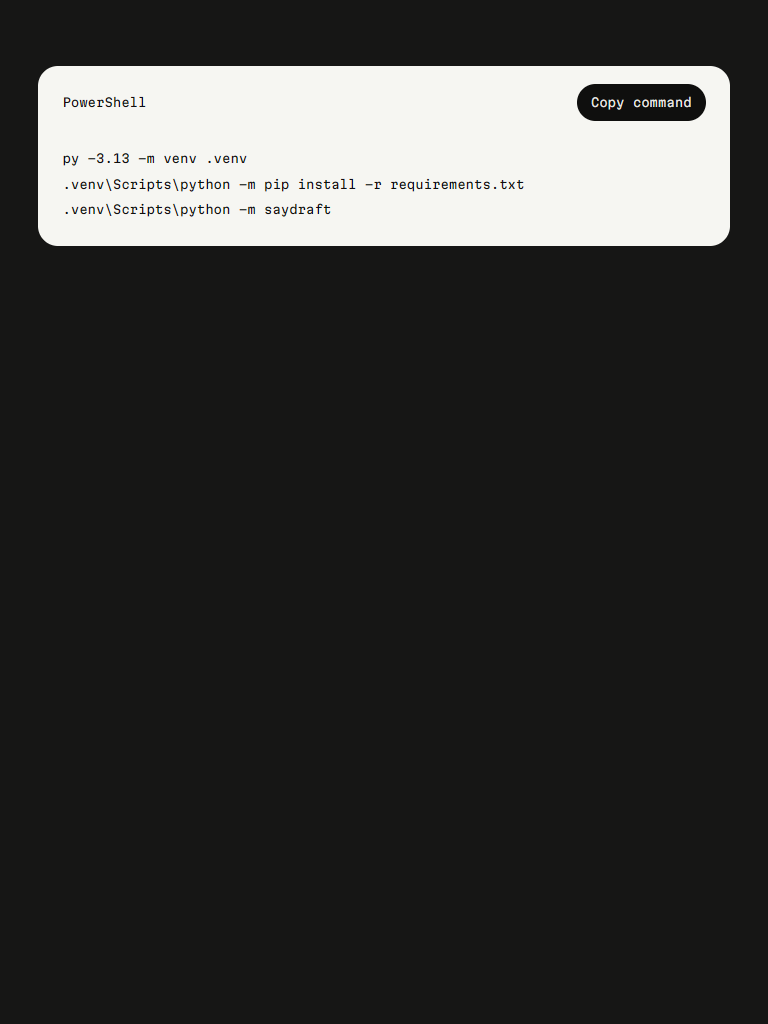 PowerShell
Copy command
py -3.13 -m venv .venv
.venv\Scripts\python -m pip install -r requirements.txt
.venv\Scripts\python -m saydraft